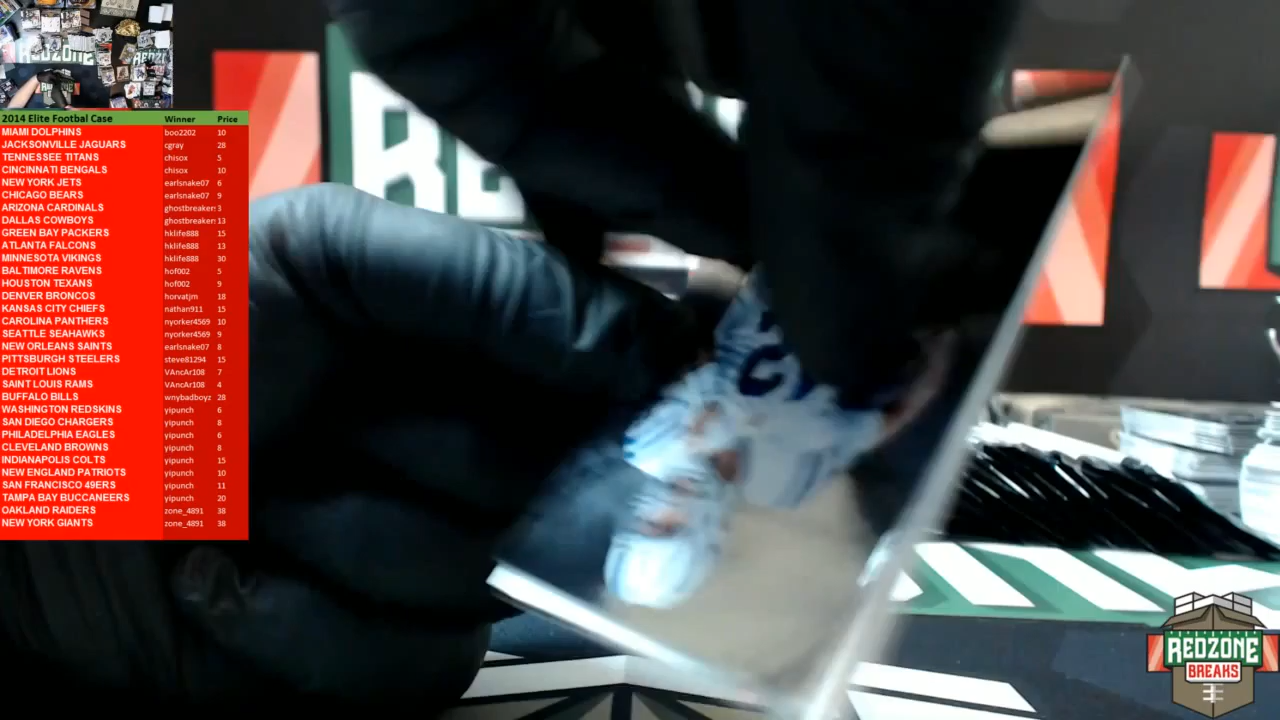 REDZONE
2014 Elite Footbal Case Winner Price
MIAMI DOLPHINS boo2202 10
JACKSONVILLE JAGUARS cgray 28
TENNESSEE TITANS chisox 5
CINCINNATI BENGALS chisox 10
NEW YORK JETS earlsnake07 6
CHICAGO BEARS earlsnake07 9
ARIZONA CARDINALS ghostbreaker 3
DALLAS COWBOYS ghostbreaker 13
GREEN BAY PACKERS hklife888 15
ATLANTA FALCONS hklife888 13
MINNESOTA VIKINGS hklife888 30
BALTIMORE RAVENS hof002 5
HOUSTON TEXANS hof002 9
DENVER BRONCOS horvatjm 18
KANSAS CITY CHIEFS nathan911 15
CAROLINA PANTHERS nyorker4569 10
SEATTLE SEAHAWKS nyorker4569 9
NEW ORLEANS SAINTS earlsnake07 8
PITTSBURGH STEELERS steve81294 15
DETROIT LIONS VAncAr108 7
SAINT LOUIS RAMS VAncAr108 4
BUFFALO BILLS wnybadboyz 28
WASHINGTON REDSKINS yipunch 6
SAN DIEGO CHARGERS yipunch 8
PHILADELPHIA EAGLES yipunch 6
CLEVELAND BROWNS yipunch 8
INDIANAPOLIS COLTS yipunch 15
NEW ENGLAND PATRIOTS yipunch 10
SAN FRANCISCO 49ERS yipunch 11
TAMPA BAY BUCCANEERS yipunch 20
OAKLAND RAIDERS zone_4891 38
NEW YORK GIANTS zone_4891 38
REDZONE
BREAKS